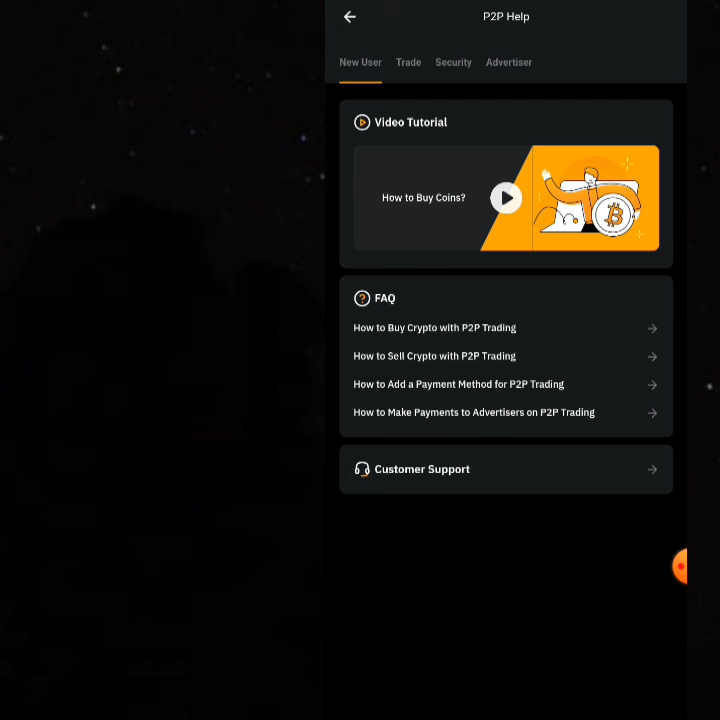 P2P Help
New User Trade Security Advertiser
Video Tutorial
How to Buy Coins?
FAQ
How to Buy Crypto with P2P Trading
How to Sell Crypto with P2P Trading
How to Add a Payment Method for P2P Trading
How to Make Payments to Advertisers on P2P Trading
Customer Support